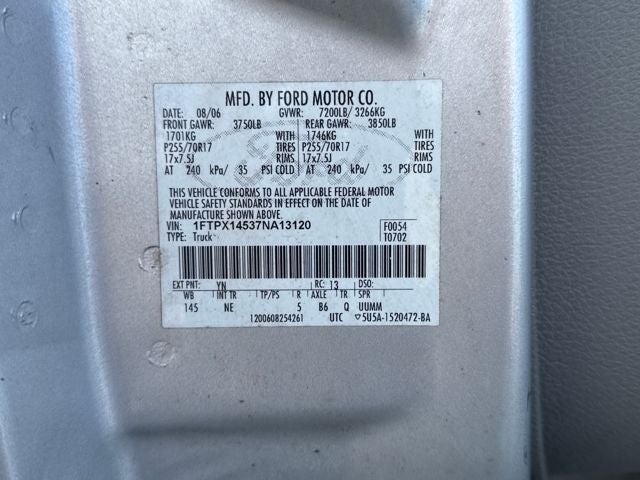 MFD. BY FORD MOTOR CO.
DATE: 08/06 GVWR: 7200LB/ 3266KG
FRONT GAWR: 3750LB REAR GAWR: 3850LB
1701KG WITH 1746KG WITH
P255/70R17 TIRES P255/70R17 TIRES
17x7.5J RIMS 17x7.5J RIMS
AT 240 kPa/ 35 PSI COLD AT 240 kPa/ 35 PSI COLD
THIS VEHICLE CONFORMS TO ALL APPLICABLE FEDERAL MOTOR
VEHICLE SAFETY STANDARDS IN EFFECT ON THE DATE OF
MANUFACTURE SHOWN ABOVE.
VIN: 1FTPX14537NA13120 F0054
TYPE: Truck T0702
EXT PNT: YN RC: 13 DSO:
WB INT TR TP/PS R AXLE TR SPR
145 NE 5 B6 Q UUMM
1200608254261 UTC 5U5A-1520472-BA